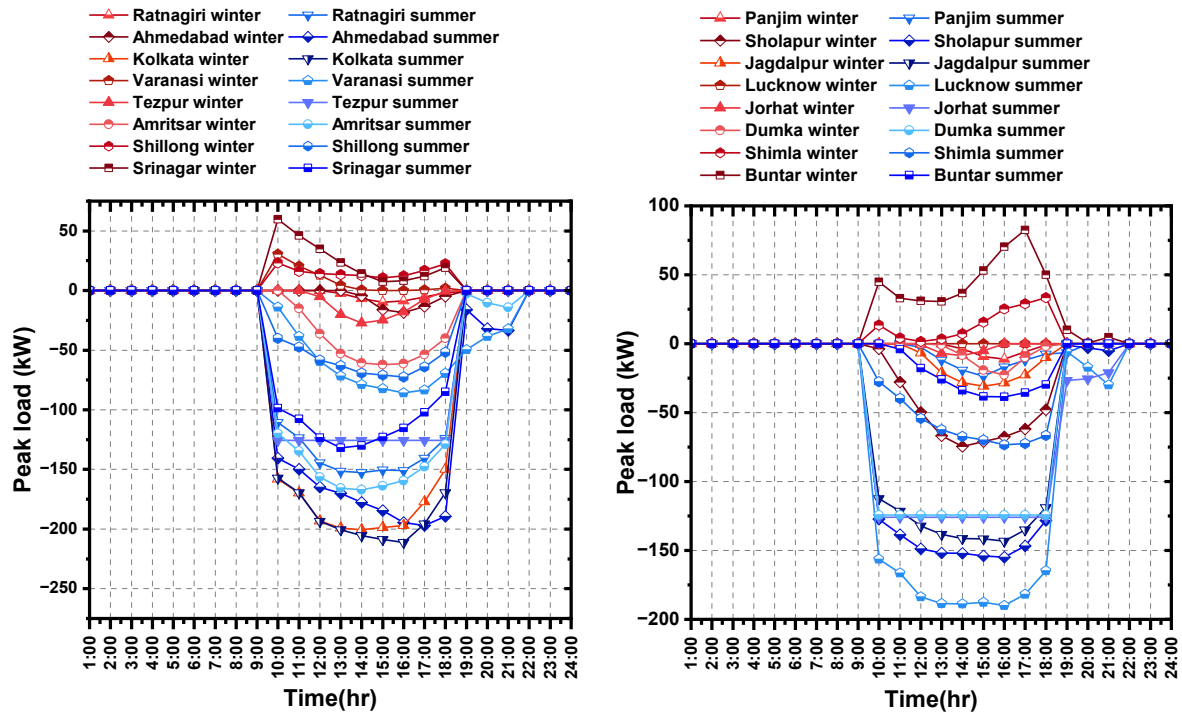 Ratnagiri winter Ratnagiri summer
Ahmedabad winter Ahmedabad summer
Kolkata winter Kolkata summer
Varanasi winter Varanasi summer
Tezpur winter Tezpur summer
Amritsar winter Amritsar summer
Shillong winter Shillong summer
Srinagar winter Srinagar summer
50
0
−50
−100
−150
−200
−250
Peak load (kW)
1:00 2:00 3:00 4:00 5:00 6:00 7:00 8:00 9:00 10:00 11:00 12:00 13:00 14:00 15:00 16:00 17:00 18:00 19:00 20:00 21:00 22:00 23:00 24:00
Time(hr)
Panjim winter Panjim summer
Sholapur winter Sholapur summer
Jagdalpur winter Jagdalpur summer
Lucknow winter Lucknow summer
Jorhat winter Jorhat summer
Dumka winter Dumka summer
Shimla winter Shimla summer
Buntar winter Buntar summer
100
50
0
−50
−100
−150
−200
Peak load (kW)
1:00 2:00 3:00 4:00 5:00 6:00 7:00 8:00 9:00 10:00 11:00 12:00 13:00 14:00 15:00 16:00 17:00 18:00 19:00 20:00 21:00 22:00 23:00 24:00
Time(hr)